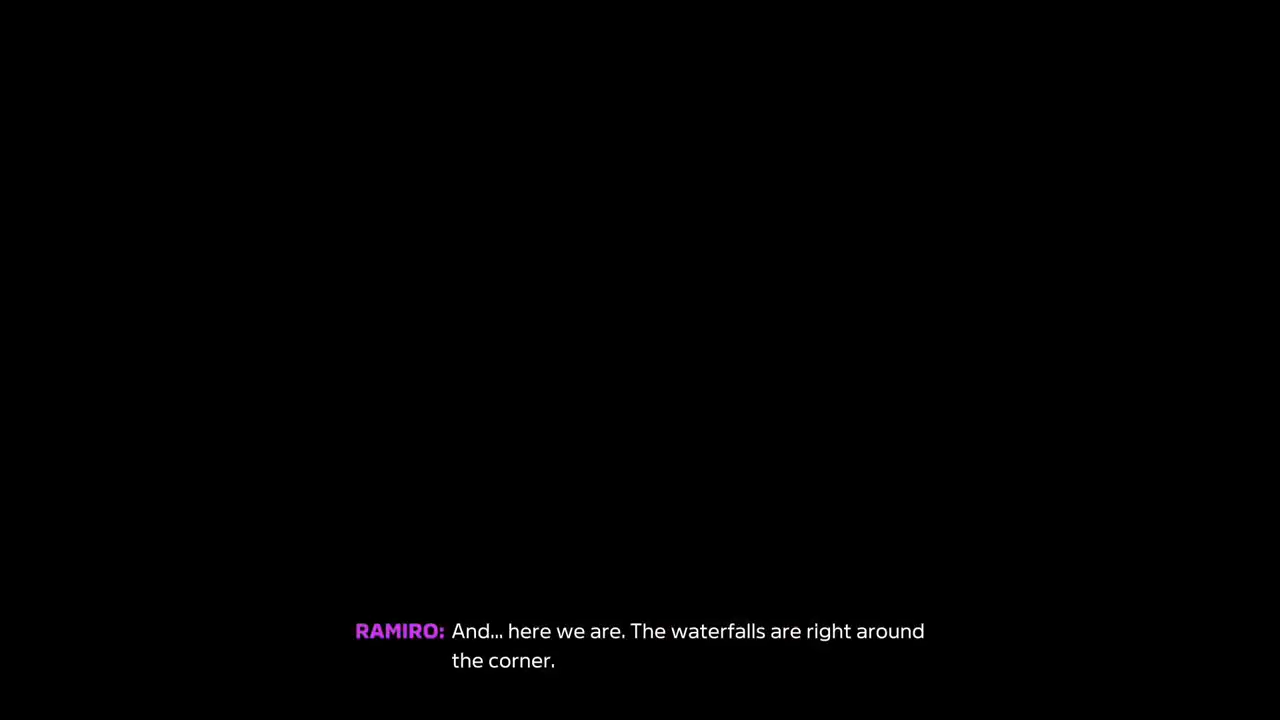 RAMIRO: And... here we are. The waterfalls are right around
the corner.